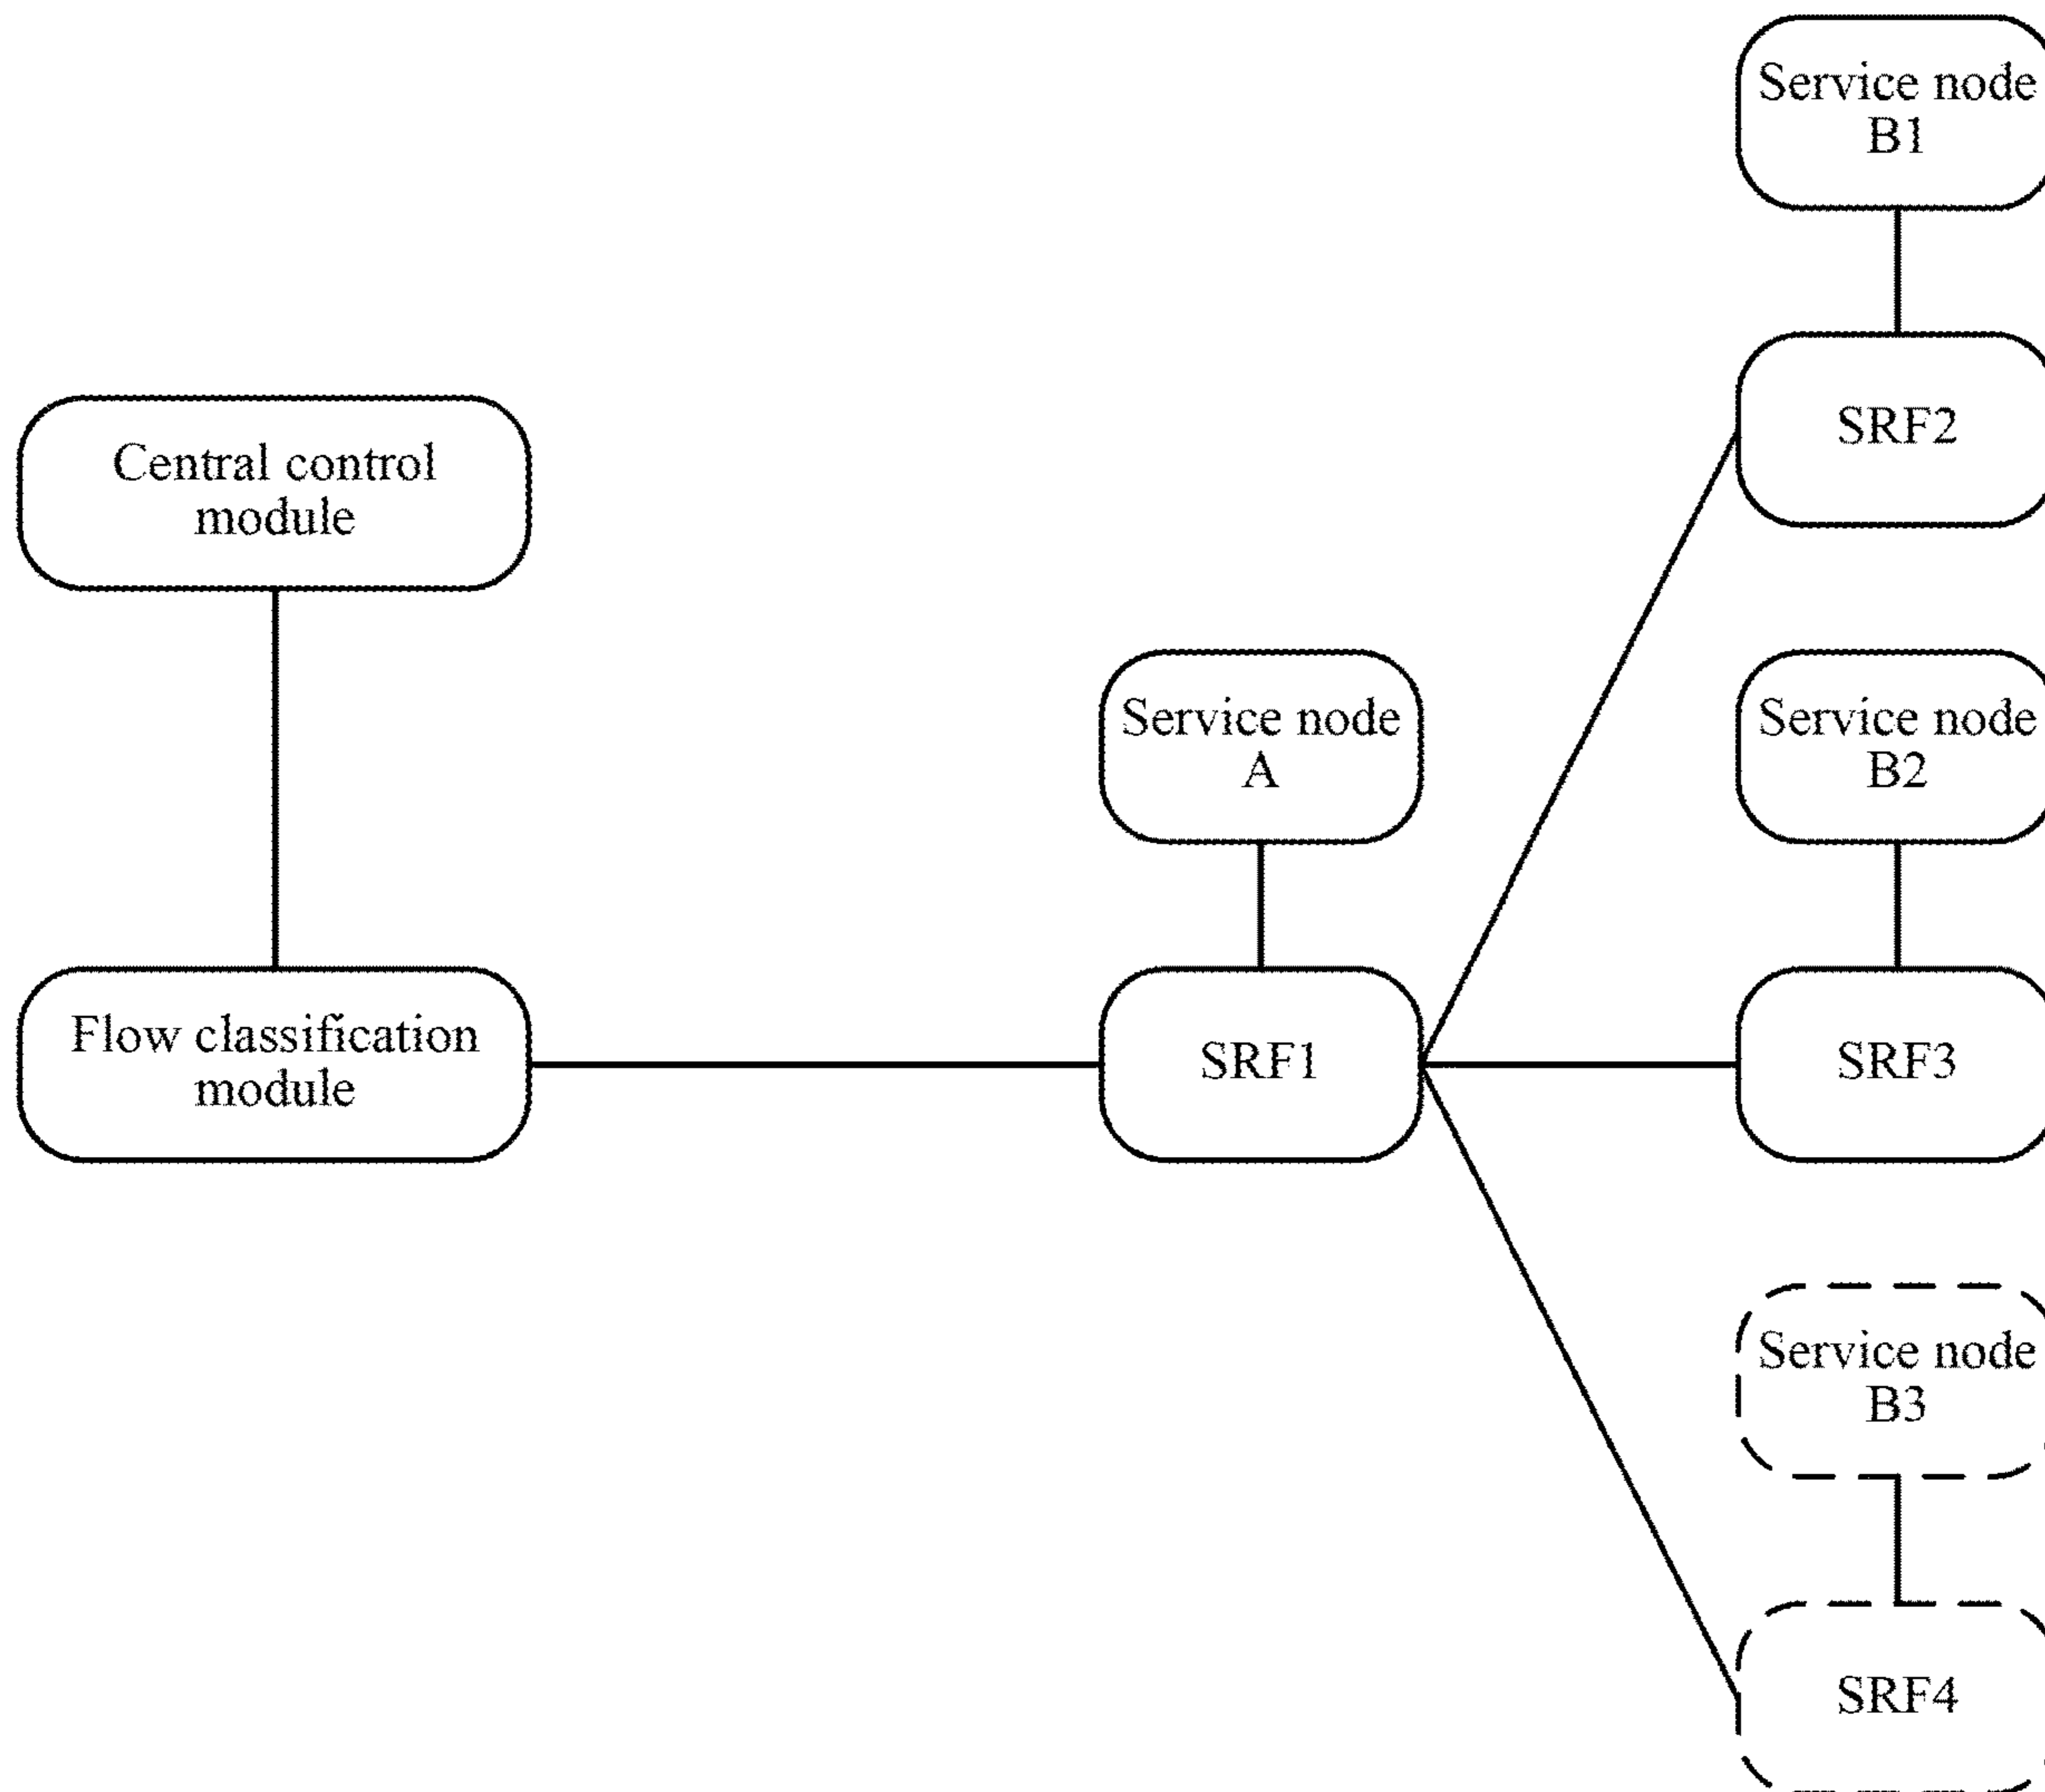 Service node
B1
SRF2
Central control
module
Service node
A
Service node
B2
Flow classification
module
SRF1
SRF3
Service node
B3
SRF4